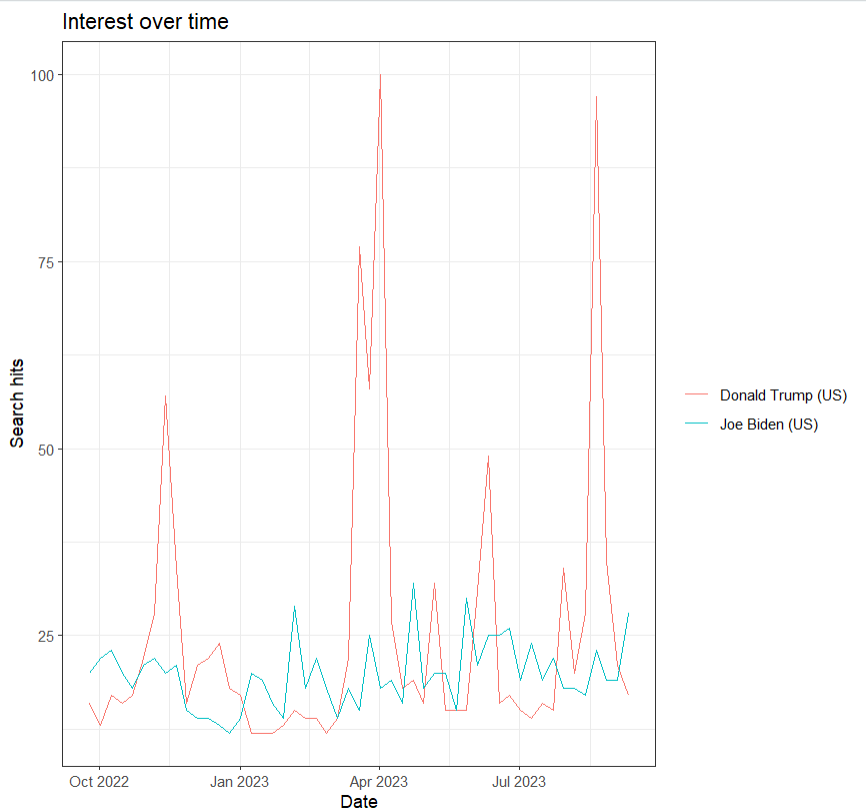 Interest over time
100
75
50
25
Search hits
Oct 2022 Jan 2023 Apr 2023 Jul 2023
Date
Donald Trump (US)
Joe Biden (US)